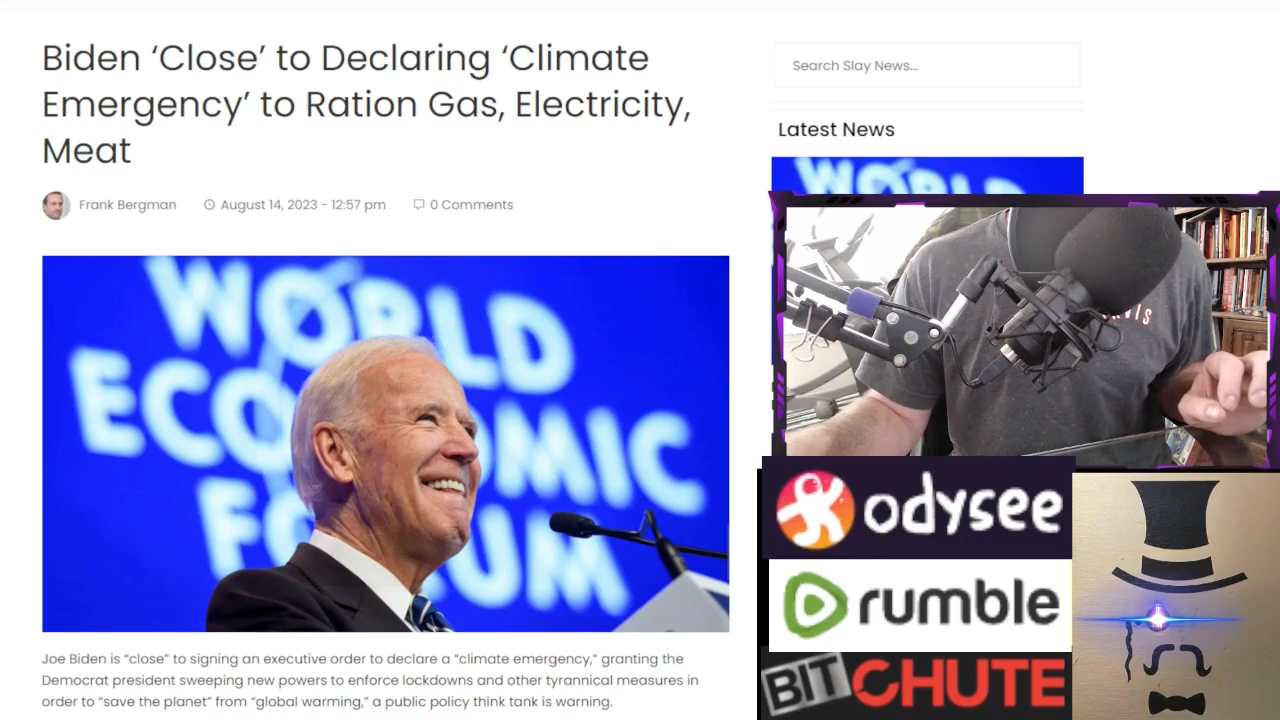 Biden ‘Close’ to Declaring ‘Climate
Emergency’ to Ration Gas, Electricity,
Meat
Frank Bergman
August 14, 2023 - 12:57 pm
0 Comments
WORLD
ECONOMIC
FORUM
Joe Biden is “close” to signing an executive order to declare a “climate emergency,” granting the
Democrat president sweeping new powers to enforce lockdowns and other tyrannical measures in
order to “save the planet” from “global warming,” a public policy think tank is warning.
Search Slay News...
Latest News
WORLD
odysee
rumble
BITCHUTE